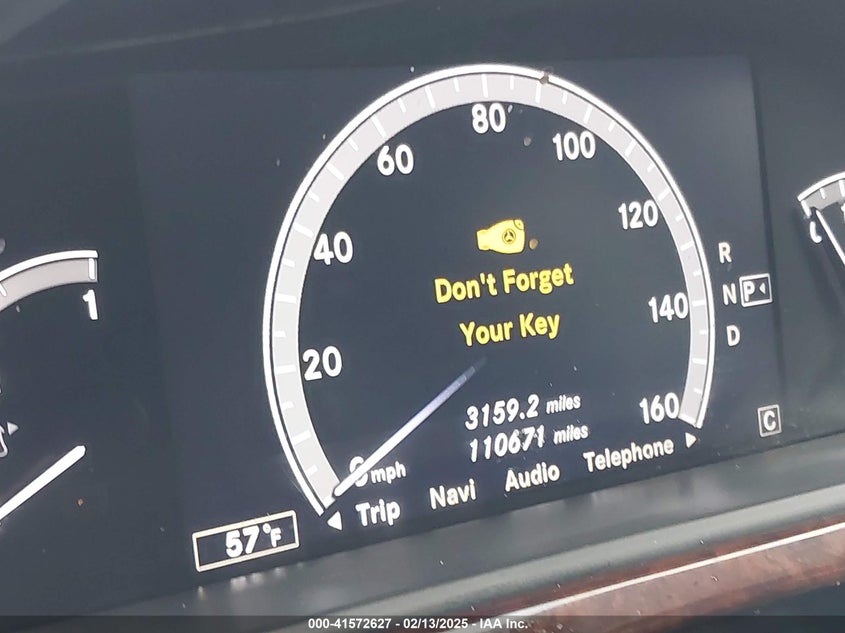 80
60
100
40
120
20
140
160
Don't Forget
Your Key
3159.2 miles
110671 miles
0 mph
Trip Navi Audio Telephone
57°F
R
N
P
D
C
1
000-41572627 - 02/13/2025 - IAA Inc.